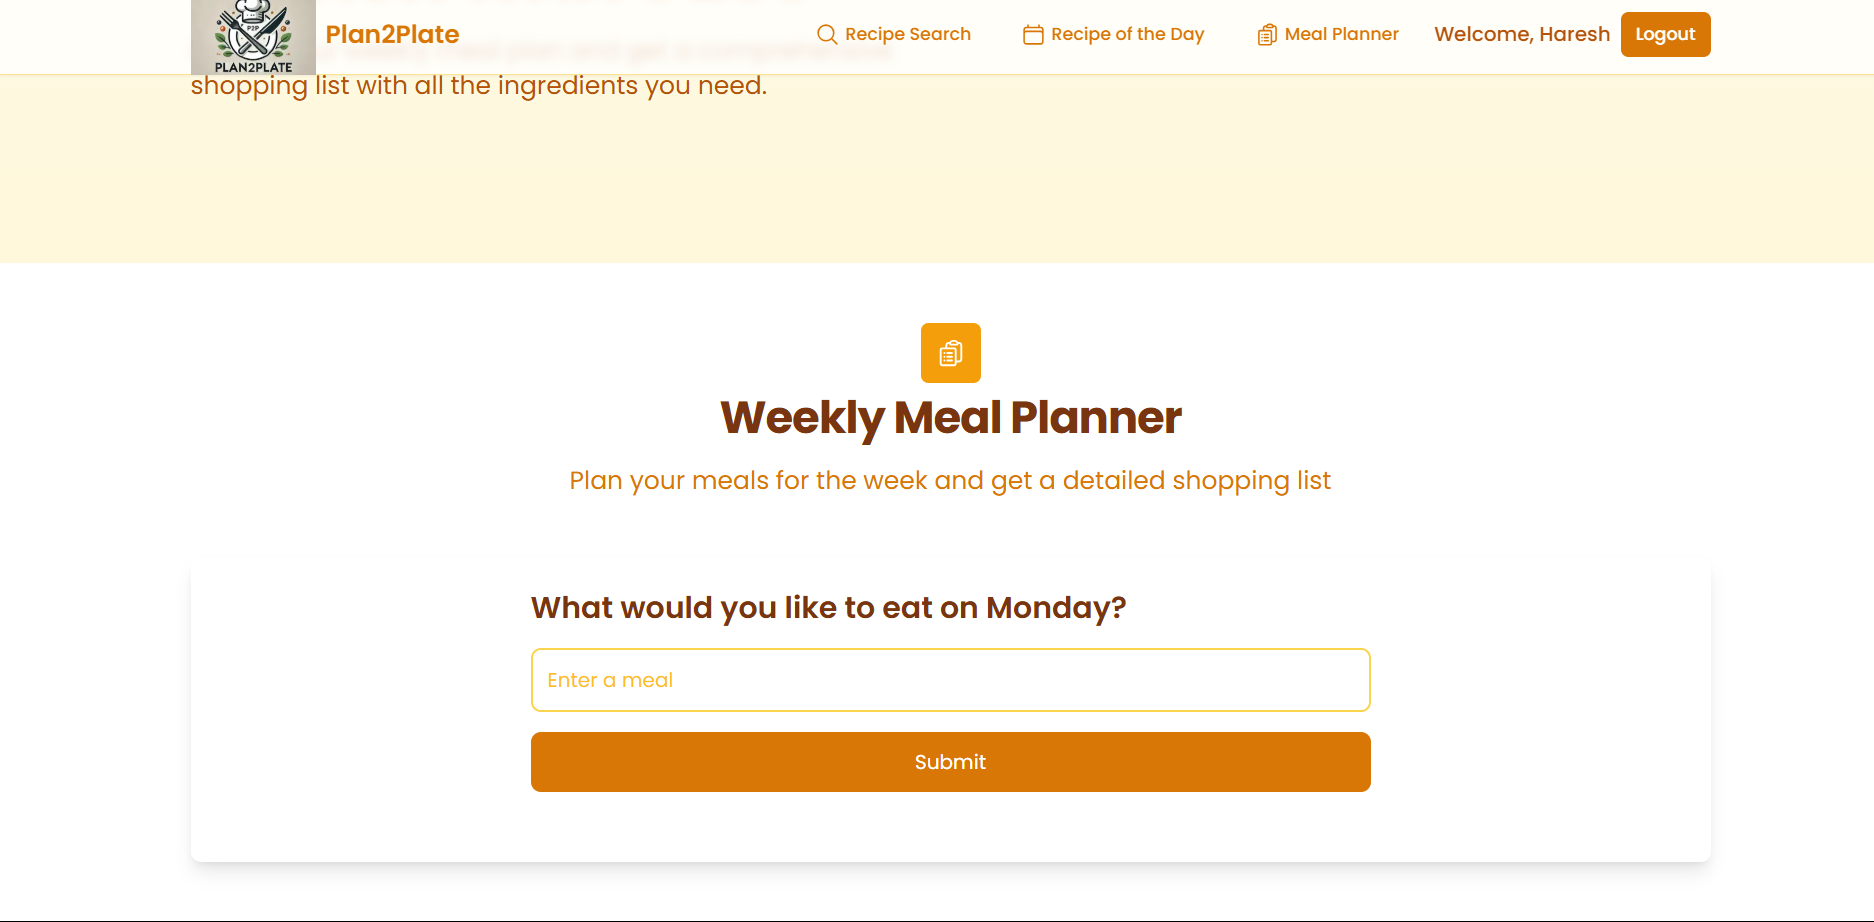 P2P
PLAN2PLATE
Plan2Plate
Recipe Search
Recipe of the Day
Meal Planner
Welcome, Haresh
Logout
shopping list with all the ingredients you need.
Weekly Meal Planner
Plan your meals for the week and get a detailed shopping list
What would you like to eat on Monday?
Enter a meal
Submit